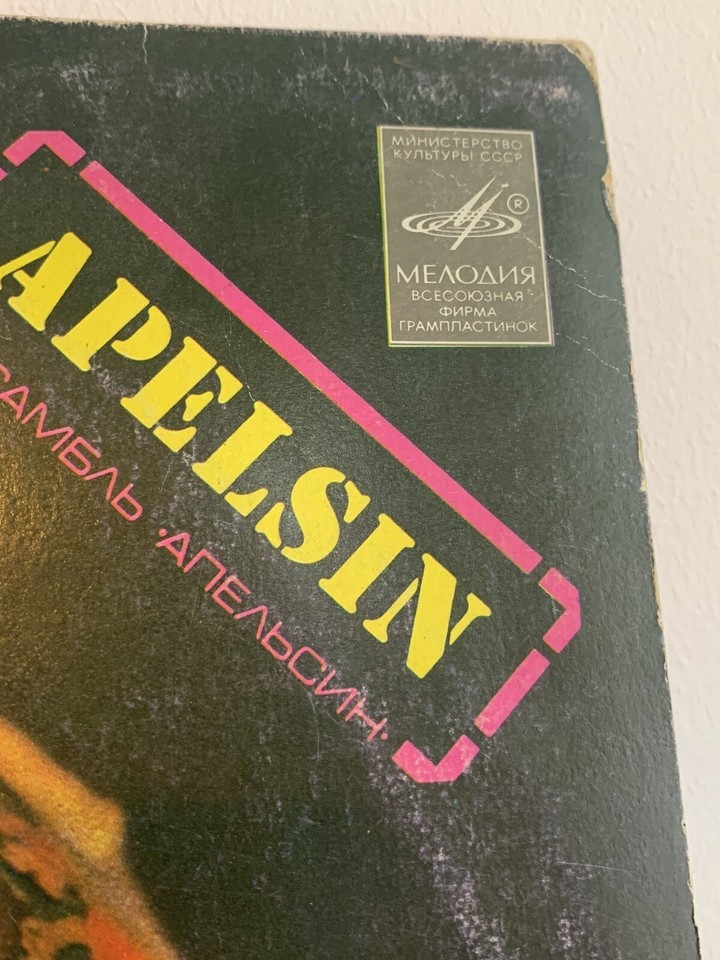 МИНИСТЕРСТВО
КУЛЬТУРЫ СССР
®
МЕЛОДИЯ
ВСЕСОЮЗНАЯ
ФИРМА
ГРАМПЛАСТИНОК
APELSIN
САМБЛЬ ·АПЕЛЬСИН·